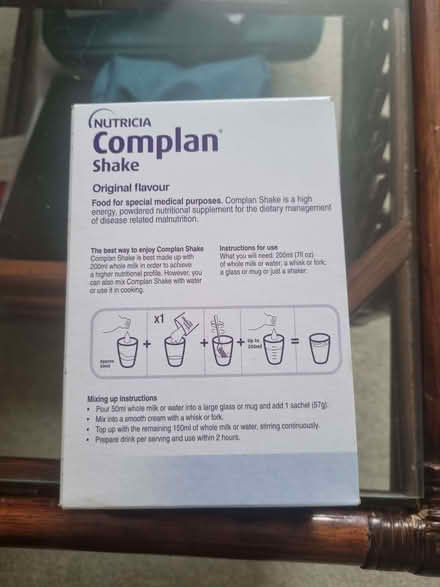 NUTRICIA
Complan®
Shake
Original flavour
Food for special medical purposes. Complan Shake is a high
energy, powdered nutritional supplement for the dietary management
of disease related malnutrition.
The best way to enjoy Complan Shake
Complan Shake is best made up with
200ml whole milk in order to achieve
a higher nutritional profile. However, you
can also mix Complan Shake with water
or use it in cooking.
Instructions for use
What you will need: 200ml (7fl oz)
of whole milk or water, a whisk or fork,
a glass or mug or just a shaker.
x1
Approx
50ml
+
+
+
Up to
200ml
=
Mixing up instructions
• Pour 50ml whole milk or water into a large glass or mug and add 1 sachet (57g).
• Mix into a smooth cream with a whisk or fork.
• Top up with the remaining 150ml of whole milk or water, stirring continuously.
• Prepare drink per serving and use within 2 hours.